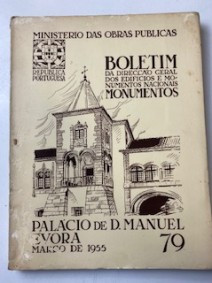 MINISTERIO DAS OBRAS PUBLICAS
REPUBLICA
PORTUGUESA
BOLETIM
DA DIRECÇÃO GERAL
DOS EDIFICIOS E MO-
NUMENTOS NACIONAIS
MONUMENTOS
PALACIO DE D. MANUEL
EVORA
MARÇO DE 1955
79